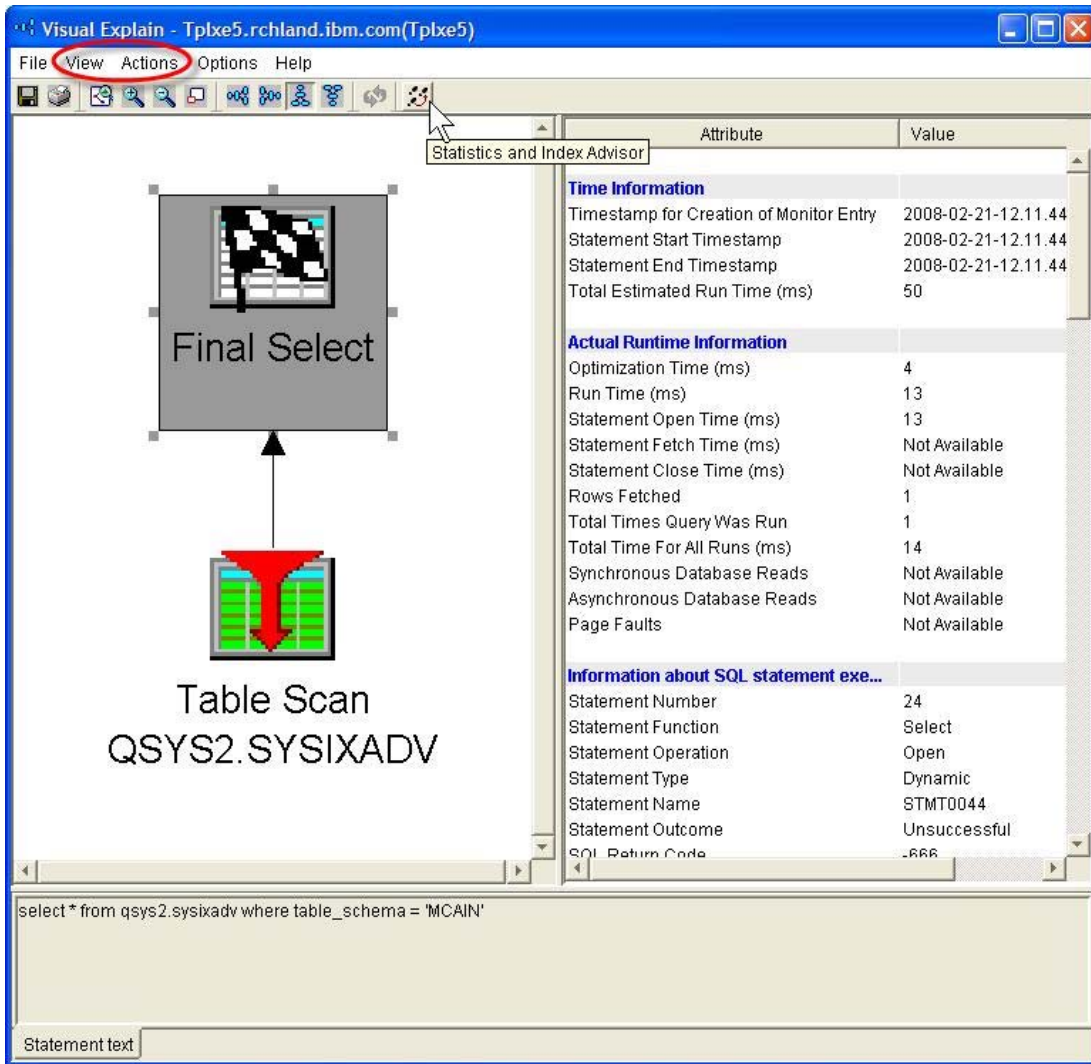 Visual Explain - Tplxe5.rchland.ibm.com(Tplxe5)
File View Actions Options Help
Statistics and Index Advisor
Final Select
Table Scan
QSYS2.SYSIXADV
Attribute Value
Time Information
Timestamp for Creation of Monitor Entry 2008-02-21-12.11.44
Statement Start Timestamp 2008-02-21-12.11.44
Statement End Timestamp 2008-02-21-12.11.44
Total Estimated Run Time (ms) 50
Actual Runtime Information
Optimization Time (ms) 4
Run Time (ms) 13
Statement Open Time (ms) 13
Statement Fetch Time (ms) Not Available
Statement Close Time (ms) Not Available
Rows Fetched 1
Total Times Query Was Run 1
Total Time For All Runs (ms) 14
Synchronous Database Reads Not Available
Asynchronous Database Reads Not Available
Page Faults Not Available
Information about SQL statement exe...
Statement Number 24
Statement Function Select
Statement Operation Open
Statement Type Dynamic
Statement Name STMT0044
Statement Outcome Unsuccessful
SQL Return Code -666
select * from qsys2.sysixadv where table_schema = 'MCAIN'
Statement text